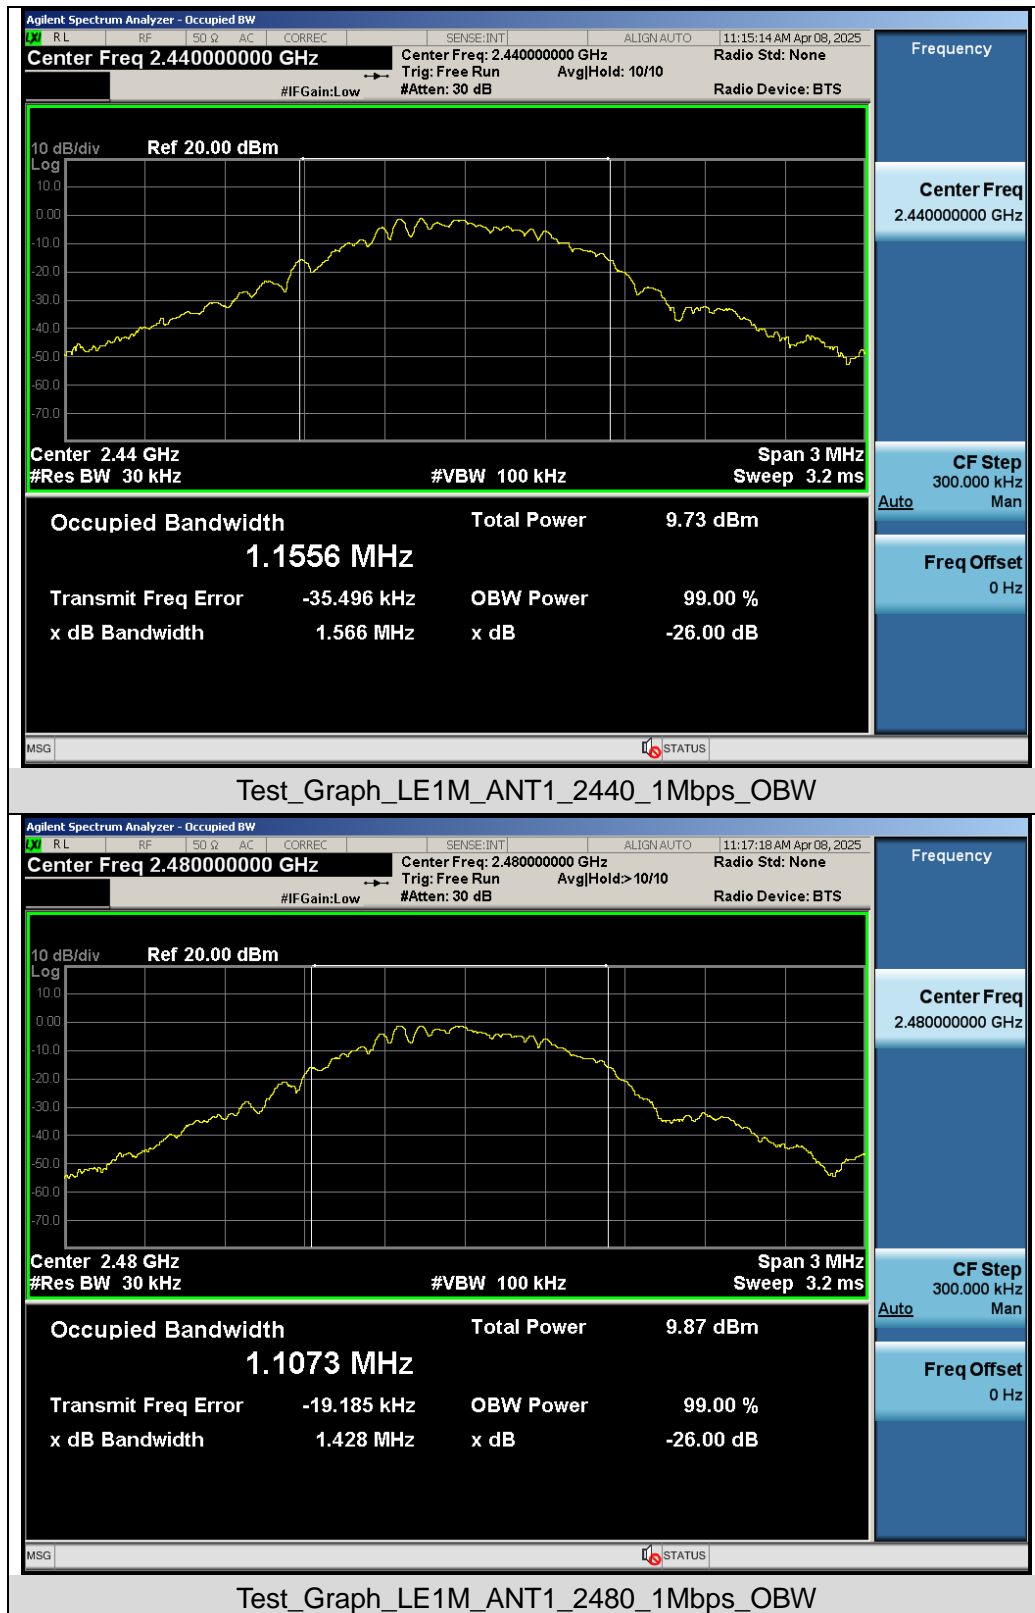 Agilent Spectrum Analyzer - Occupied BW
LXI RL RF 50 Ω AC CORREC SENSE:INT ALIGN AUTO 11:15:14 AM Apr 08, 2025
Center Freq 2.440000000 GHz Center Freq: 2.440000000 GHz Radio Std: None
Trig: Free Run Avg|Hold: 10/10
#IFGain:Low #Atten: 30 dB Radio Device: BTS
Frequency
10 dB/div Ref 20.00 dBm
Log
10.0
0.00
-10.0
-20.0
-30.0
-40.0
-50.0
-60.0
-70.0
Center 2.44 GHz Span 3 MHz
#Res BW 30 kHz #VBW 100 kHz Sweep 3.2 ms
Center Freq
2.440000000 GHz
CF Step
300.000 kHz
Auto Man
Freq Offset
0 Hz
Occupied Bandwidth Total Power 9.73 dBm
1.1556 MHz
Transmit Freq Error -35.496 kHz OBW Power 99.00 %
x dB Bandwidth 1.566 MHz x dB -26.00 dB
MSG STATUS
Test_Graph_LE1M_ANT1_2440_1Mbps_OBW
Agilent Spectrum Analyzer - Occupied BW
LXI RL RF 50 Ω AC CORREC SENSE:INT ALIGN AUTO 11:17:18 AM Apr 08, 2025
Center Freq 2.480000000 GHz Center Freq: 2.480000000 GHz Radio Std: None
Trig: Free Run Avg|Hold:>10/10
#IFGain:Low #Atten: 30 dB Radio Device: BTS
Frequency
10 dB/div Ref 20.00 dBm
Log
10.0
0.00
-10.0
-20.0
-30.0
-40.0
-50.0
-60.0
-70.0
Center 2.48 GHz Span 3 MHz
#Res BW 30 kHz #VBW 100 kHz Sweep 3.2 ms
Center Freq
2.480000000 GHz
CF Step
300.000 kHz
Auto Man
Freq Offset
0 Hz
Occupied Bandwidth Total Power 9.87 dBm
1.1073 MHz
Transmit Freq Error -19.185 kHz OBW Power 99.00 %
x dB Bandwidth 1.428 MHz x dB -26.00 dB
MSG STATUS
Test_Graph_LE1M_ANT1_2480_1Mbps_OBW